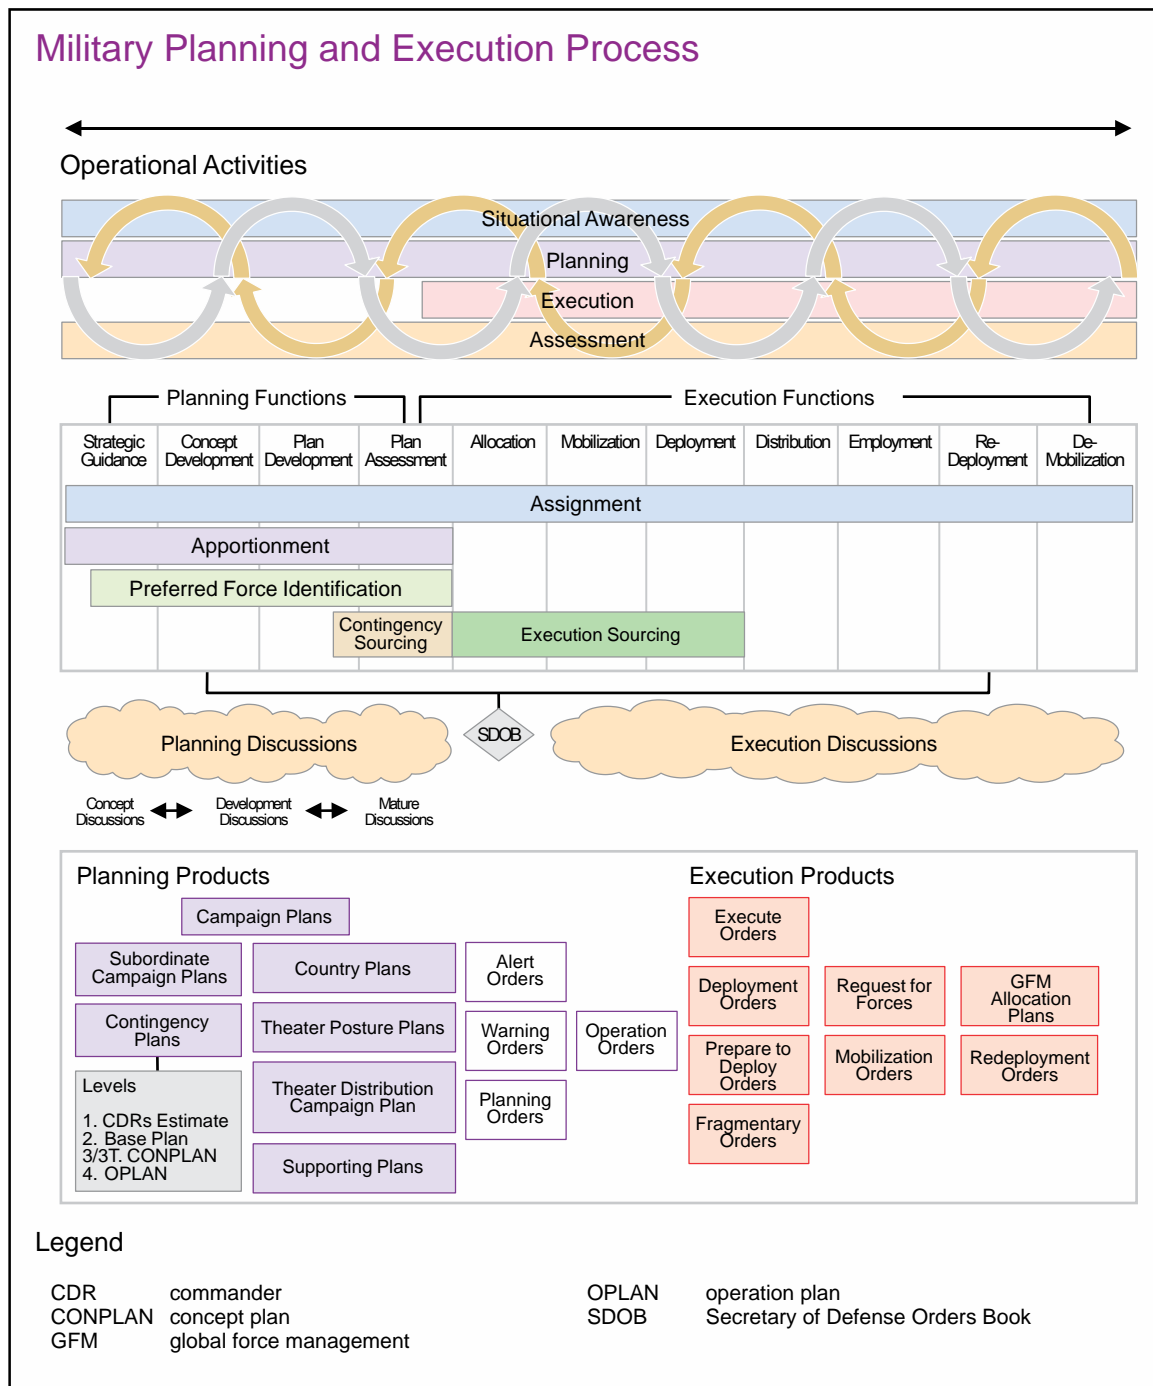 Military Planning and Execution Process
Operational Activities
Situational Awareness
Planning
Execution
Assessment
Planning Functions
Execution Functions
Strategic
Guidance
Concept
Development
Plan
Development
Plan
Assessment
Allocation
Mobilization
Deployment
Distribution
Employment
Re-
Deployment
De-
Mobilization
Assignment
Apportionment
Preferred Force Identification
Contingency
Sourcing
Execution Sourcing
Planning Discussions
SDOB
Execution Discussions
Concept
Discussions
Development
Discussions
Mature
Discussions
Planning Products
Campaign Plans
Subordinate
Campaign Plans
Country Plans
Alert
Orders
Contingency
Plans
Theater Posture Plans
Warning
Orders
Operation
Orders
Levels
1. CDRs Estimate
2. Base Plan
3/3T. CONPLAN
4. OPLAN
Theater Distribution
Campaign Plan
Planning
Orders
Supporting Plans
Execution Products
Execute
Orders
Deployment
Orders
Request for
Forces
GFM
Allocation
Plans
Prepare to
Deploy
Orders
Mobilization
Orders
Redeployment
Orders
Fragmentary
Orders
Legend
CDR commander
CONPLAN concept plan
GFM global force management
OPLAN operation plan
SDOB Secretary of Defense Orders Book